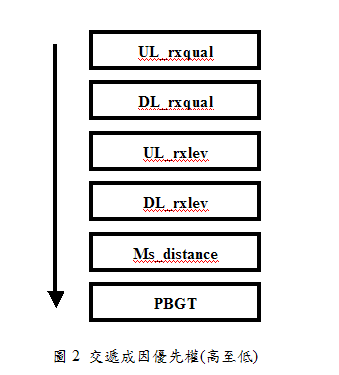 UL_rxqual
DL_rxqual
UL_rxlev
DL_rxlev
Ms_distance
PBGT
圖 2 交遞成因優先權(高至低)